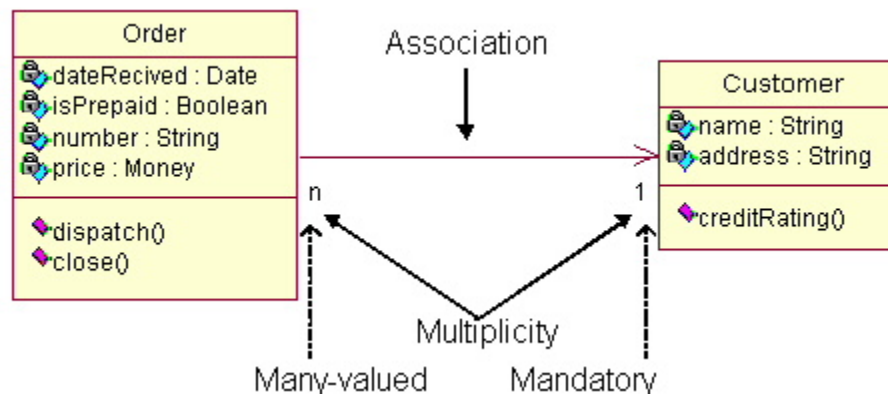 Order
dateRecived : Date
isPrepaid : Boolean
number : String
price : Money
dispatch()
close()
Association
Customer
name : String
address : String
creditRating()
n
1
Multiplicity
Many-valued
Mandatory